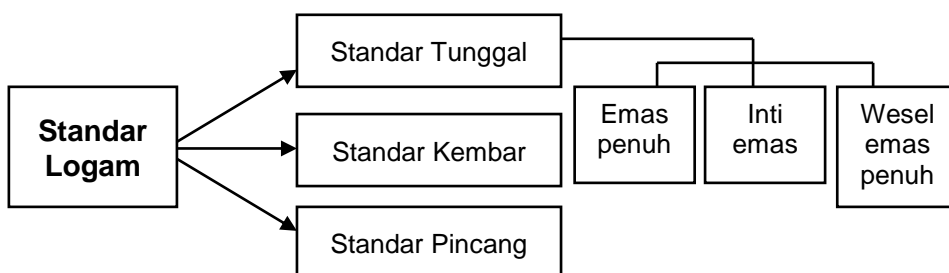 Standar
Logam
Standar Tunggal
Standar Kembar
Standar Pincang
Emas
penuh
Inti
emas
Wesel
emas
penuh